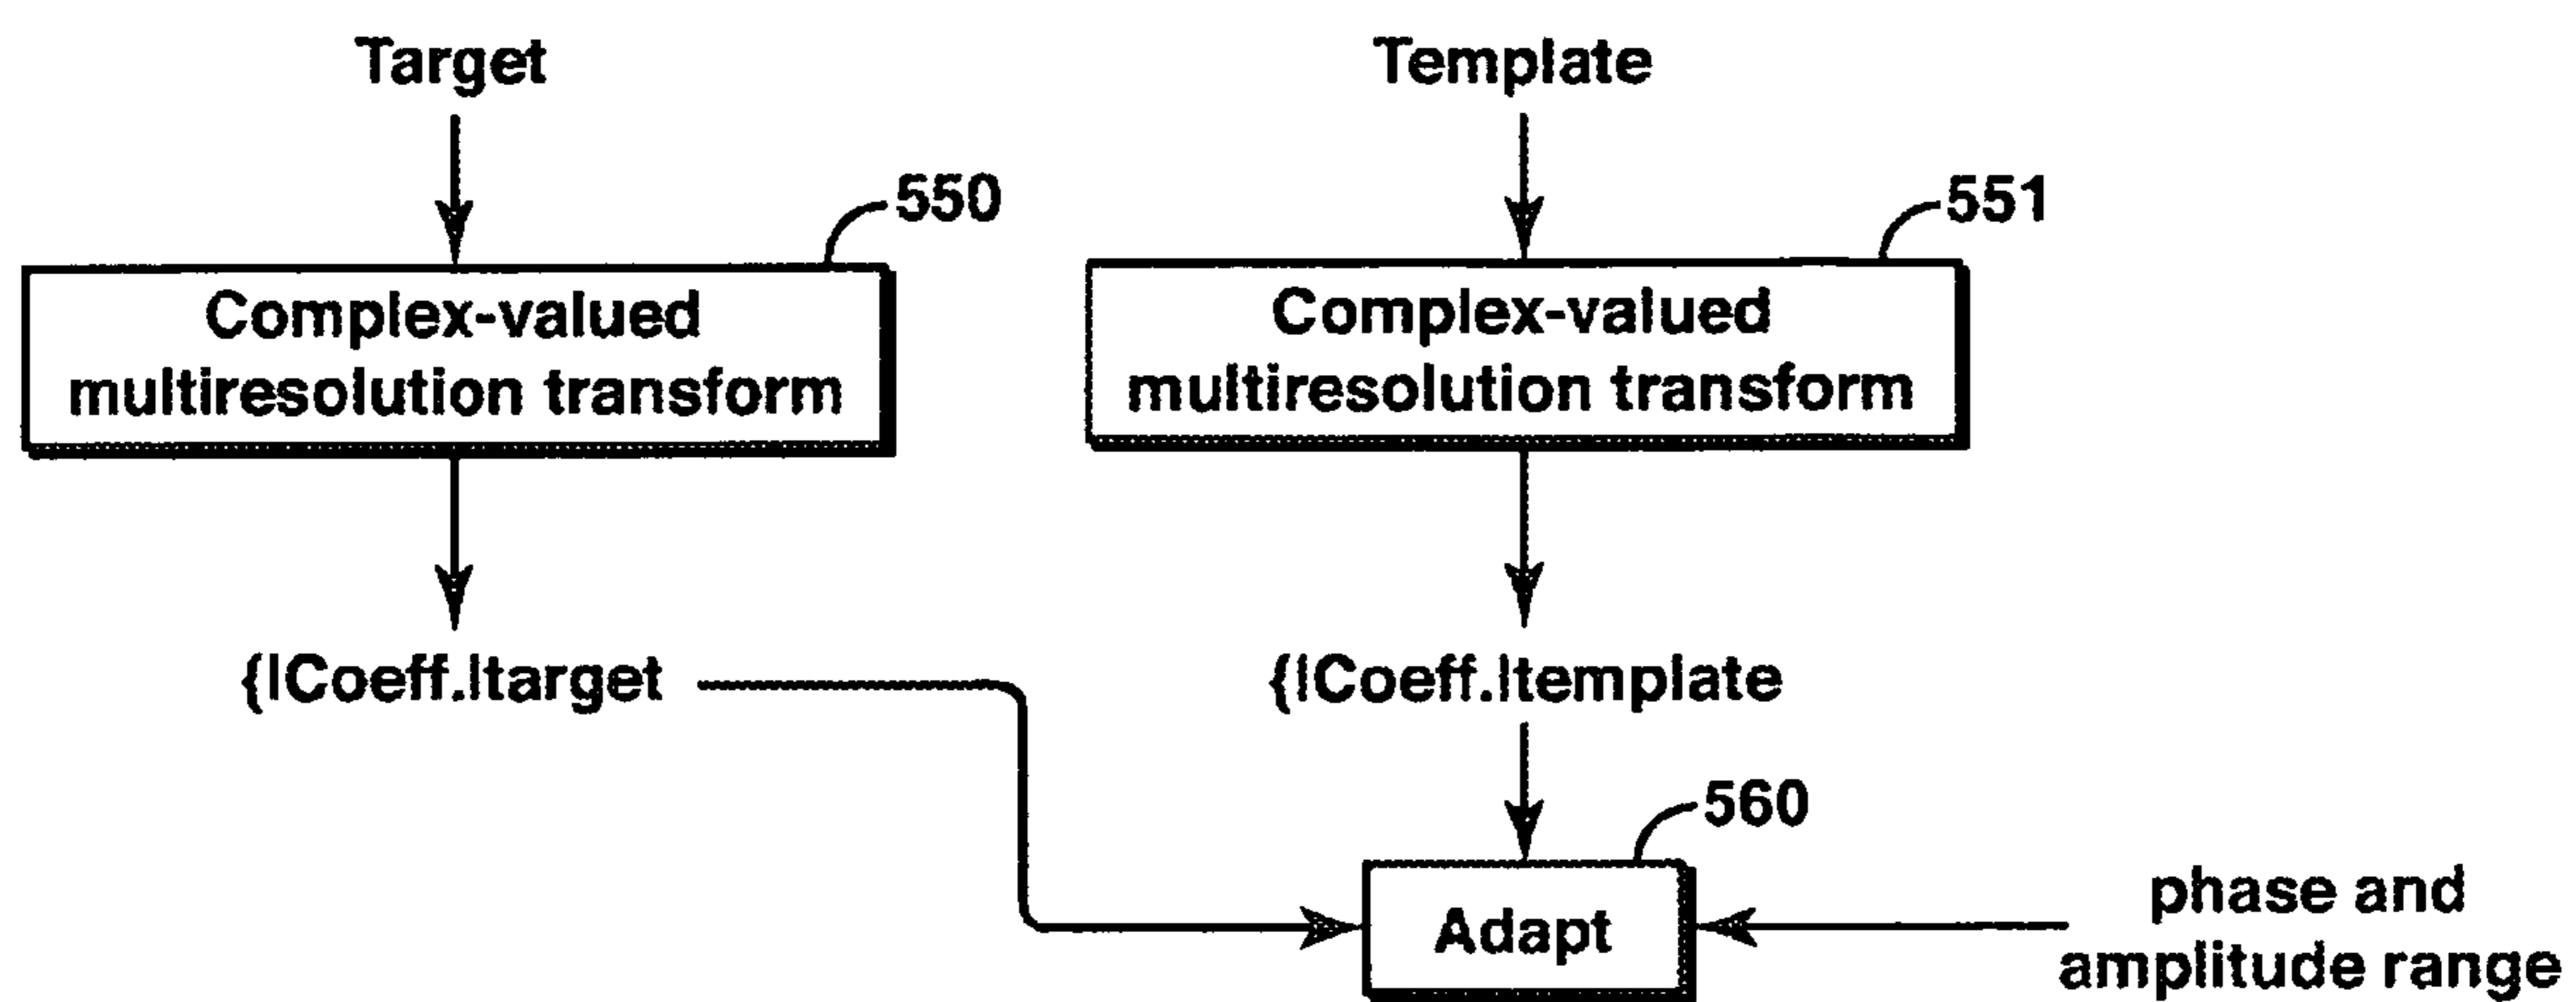 Target
Template
550
551
Complex-valued
multiresolution transform
Complex-valued
multiresolution transform
{|Coeff.|target
{|Coeff.|template
560
Adapt
phase and
amplitude range